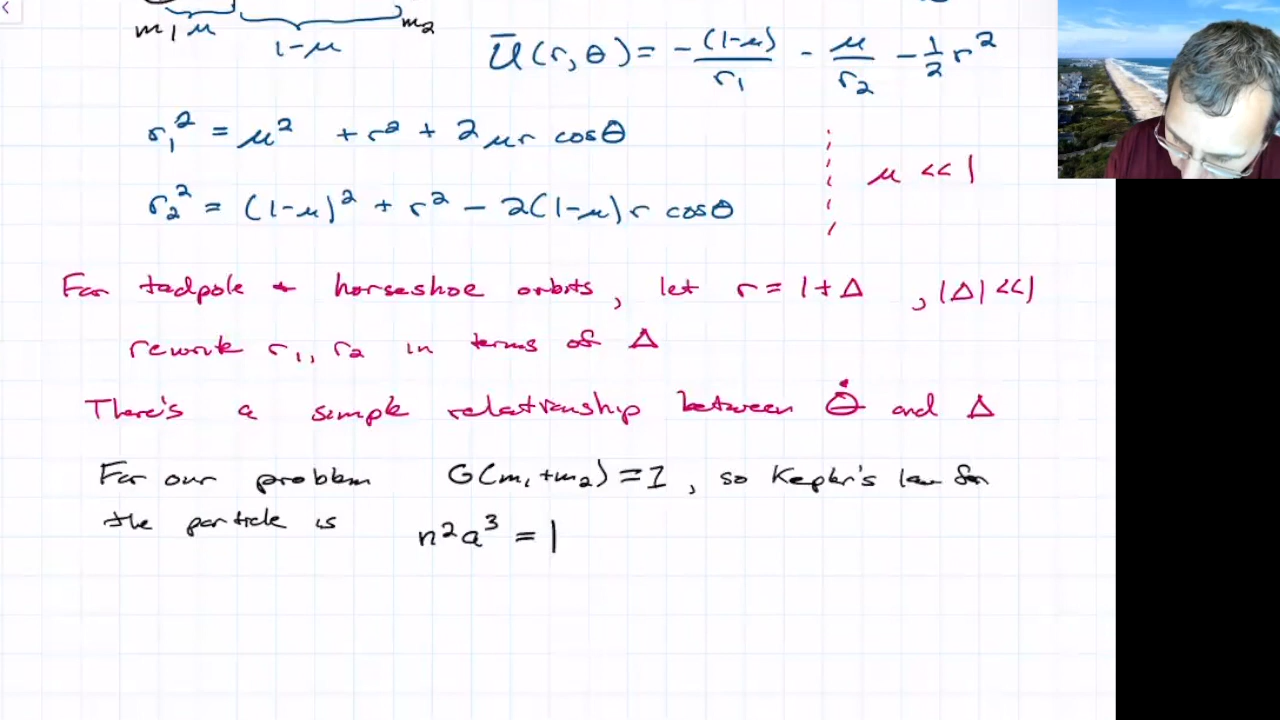 m₁ μ 1-μ m₂
Ū(r,θ) = -(1-μ)/r₁ - μ/r₂ - 1/2 r²
r₁² = μ² + r² + 2μr cosθ
μ << 1
r₂² = (1-μ)² + r² - 2(1-μ)r cosθ
For tadpole + horseshoe orbits, let r = 1+Δ, |Δ| <<1
rewrite r₁, r₂ in terms of Δ
There's a simple relationship between θ̇ and Δ
For our problem G(m₁+m₂) = 1, so Kepler's law for
the particle is n²a³ = 1